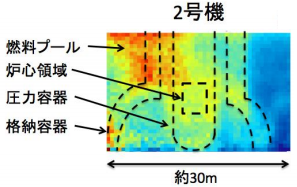 2号機
燃料プール
炉心領域
圧力容器
格納容器
約30m